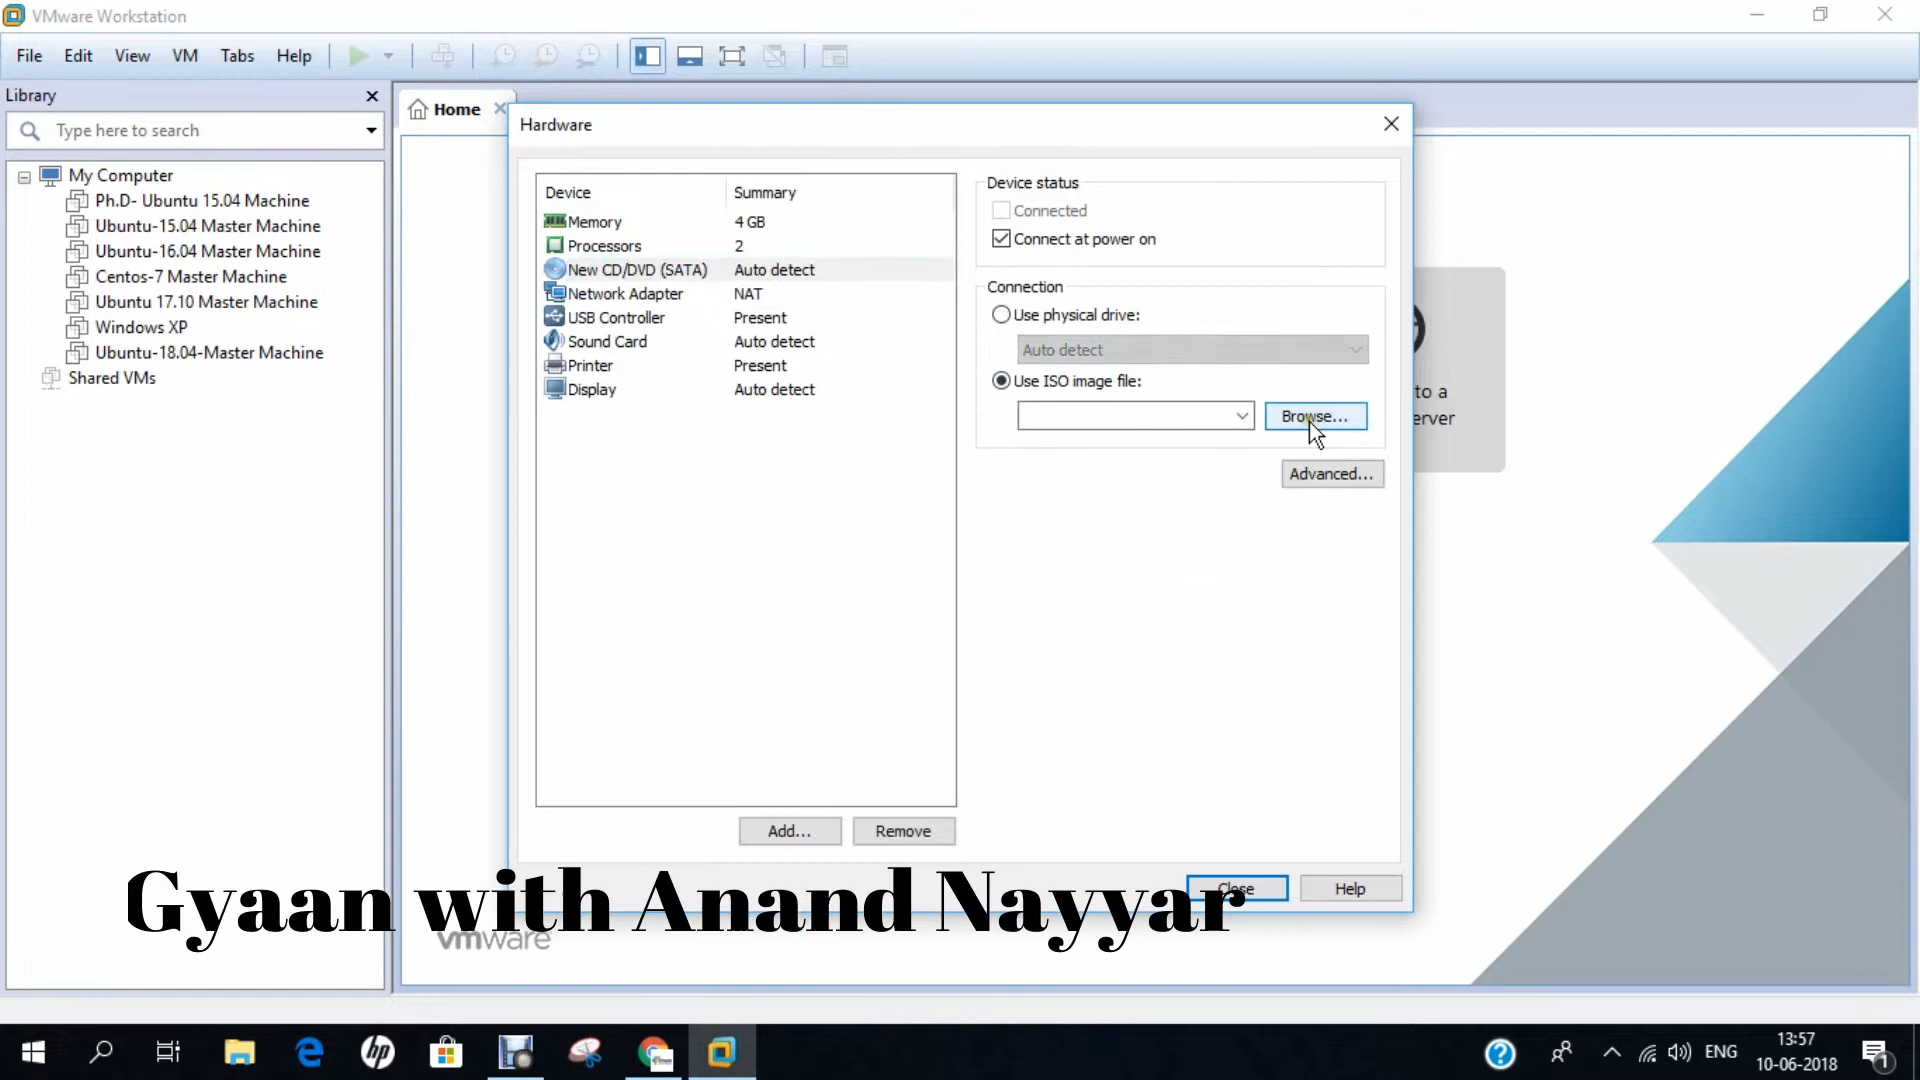 VMware Workstation
File Edit View VM Tabs Help
Library
Type here to search
My Computer
Ph.D- Ubuntu 15.04 Machine
Ubuntu-15.04 Master Machine
Ubuntu-16.04 Master Machine
Centos-7 Master Machine
Ubuntu 17.10 Master Machine
Windows XP
Ubuntu-18.04-Master Machine
Shared VMs
Home
Hardware
Device Summary
Memory 4 GB
Processors 2
New CD/DVD (SATA) Auto detect
Network Adapter NAT
USB Controller Present
Sound Card Auto detect
Printer Present
Display Auto detect
Add... Remove
Device status
Connected
Connect at power on
Connection
Use physical drive:
Auto detect
Use ISO image file:
Browse...
Advanced...
to a
erver
Close Help
Gyaan with Anand Nayyar
vmware
hp
ENG
13:57
10-06-2018
1